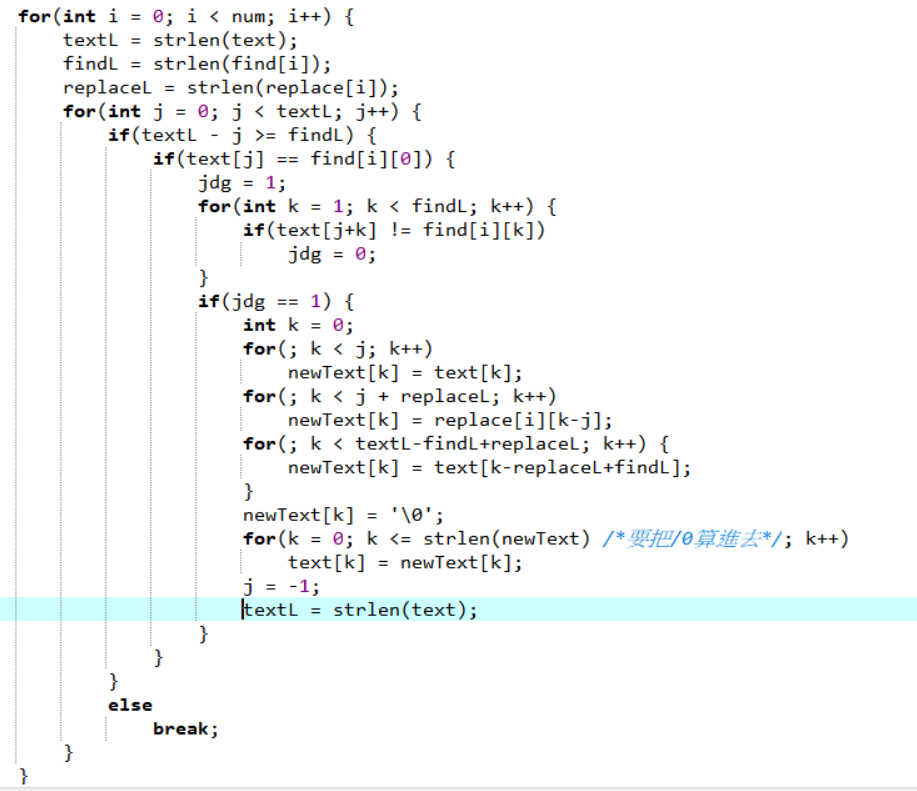 for(int i = 0; i < num; i++) {
    textL = strlen(text);
    findL = strlen(find[i]);
    replaceL = strlen(replace[i]);
    for(int j = 0; j < textL; j++) {
        if(textL - j >= findL) {
            if(text[j] == find[i][0]) {
                jdg = 1;
                for(int k = 1; k < findL; k++) {
                    if(text[j+k] != find[i][k])
                        jdg = 0;
                }
                if(jdg == 1) {
                    int k = 0;
                    for(; k < j; k++)
                        newText[k] = text[k];
                    for(; k < j + replaceL; k++)
                        newText[k] = replace[i][k-j];
                    for(; k < textL-findL+replaceL; k++) {
                        newText[k] = text[k-replaceL+findL];
                    }
                    newText[k] = '\0';
                    for(k = 0; k <= strlen(newText) /*要把/0算進去*/; k++)
                        text[k] = newText[k];
                    j = -1;
                    textL = strlen(text);
                }
            }
        }
        else
            break;
    }
}